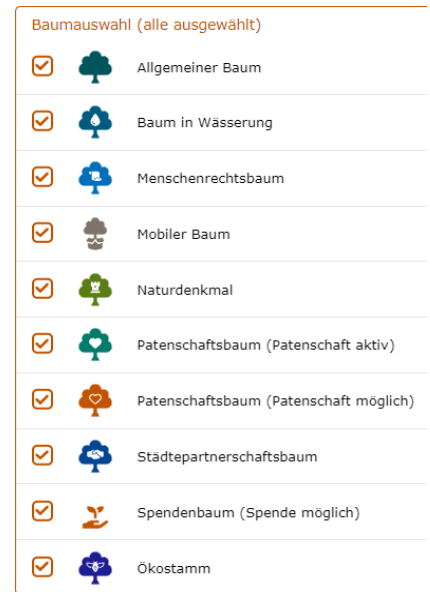 Baumauswahl (alle ausgewählt)
Allgemeiner Baum
Baum in Wässerung
Menschenrechtsbaum
Mobiler Baum
Naturdenkmal
Patenschaftsbaum (Patenschaft aktiv)
Patenschaftsbaum (Patenschaft möglich)
Städtepartnerschaftsbaum
Spendenbaum (Spende möglich)
Ökostamm